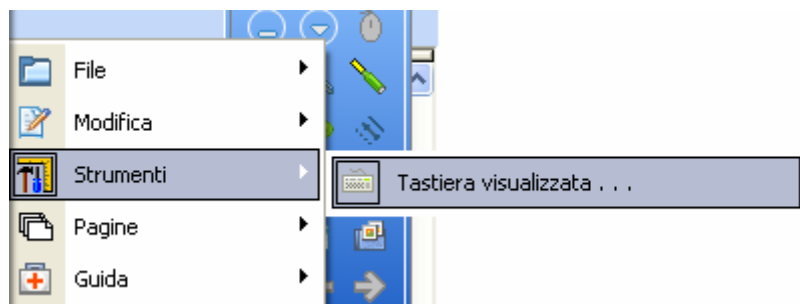 File
Modifica
Strumenti
Tastiera visualizzata . . .
Pagine
Guida